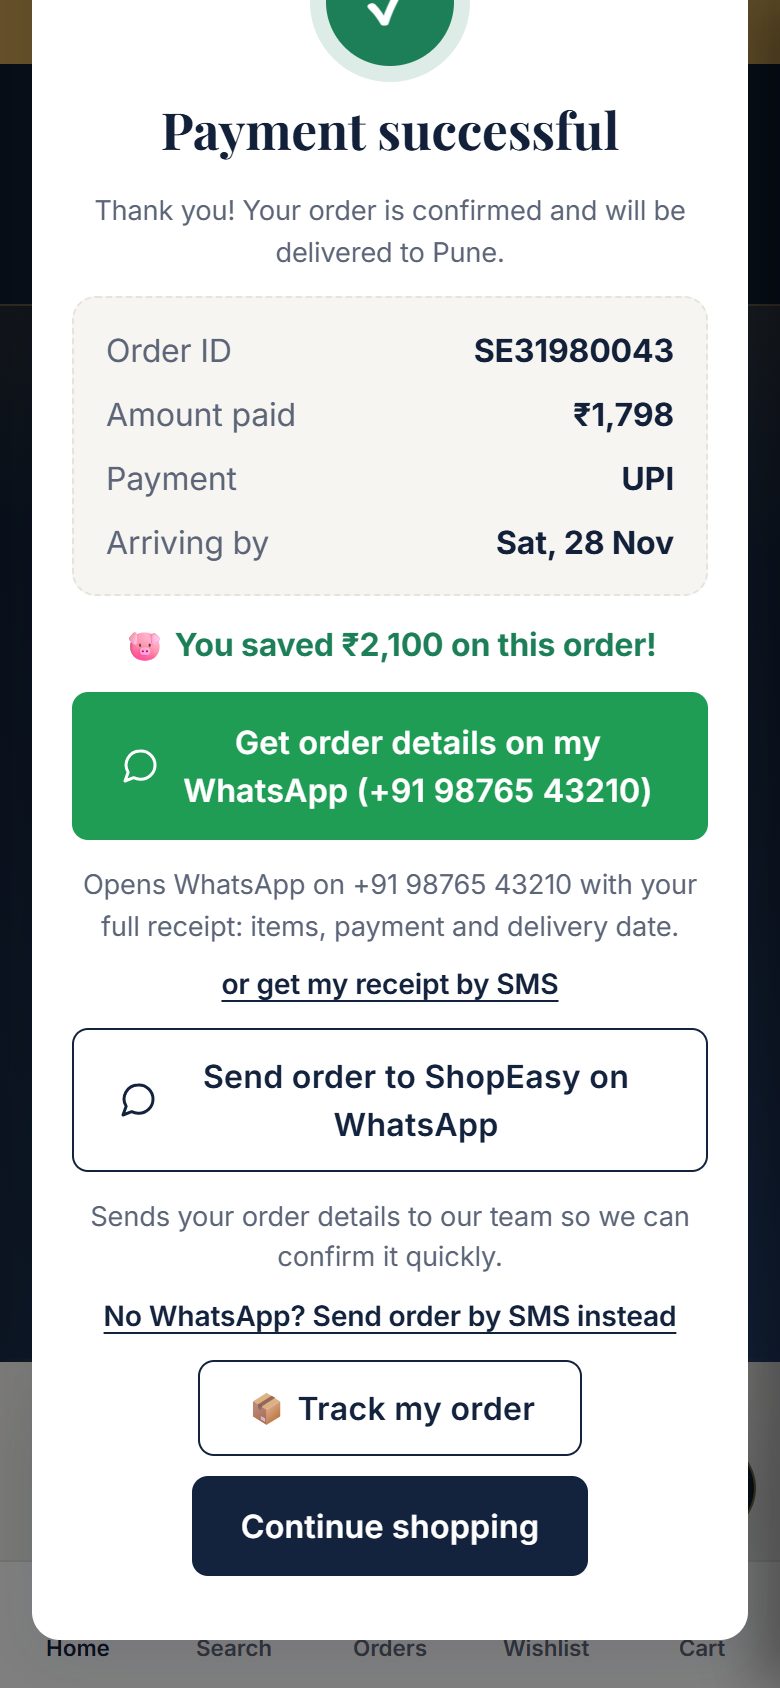 Payment successful
Thank you! Your order is confirmed and will be
delivered to Pune.
Order ID SE31980043
Amount paid ₹1,798
Payment UPI
Arriving by Sat, 28 Nov
You saved ₹2,100 on this order!
Get order details on my
WhatsApp (+91 98765 43210)
Opens WhatsApp on +91 98765 43210 with your
full receipt: items, payment and delivery date.
or get my receipt by SMS
Send order to ShopEasy on
WhatsApp
Sends your order details to our team so we can
confirm it quickly.
No WhatsApp? Send order by SMS instead
Track my order
Continue shopping
Home Search Orders Wishlist Cart